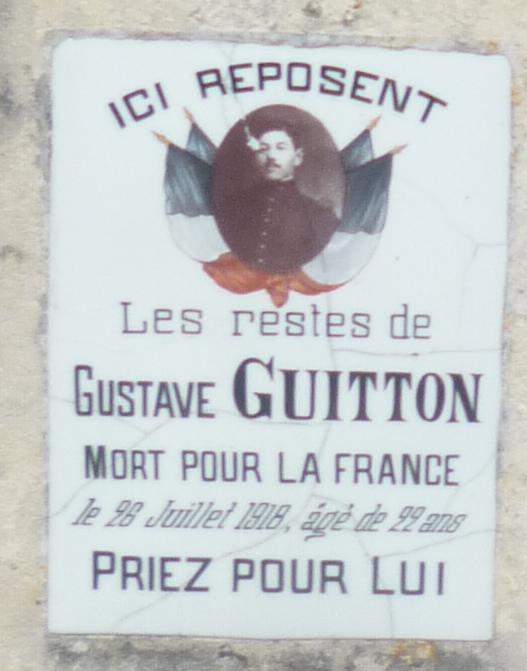 ICI REPOSENT
Les restes de
GUSTAVE GUITTON
MORT POUR LA FRANCE
le 26 Juillet 1918, âgé de 22 ans
PRIEZ POUR LUI